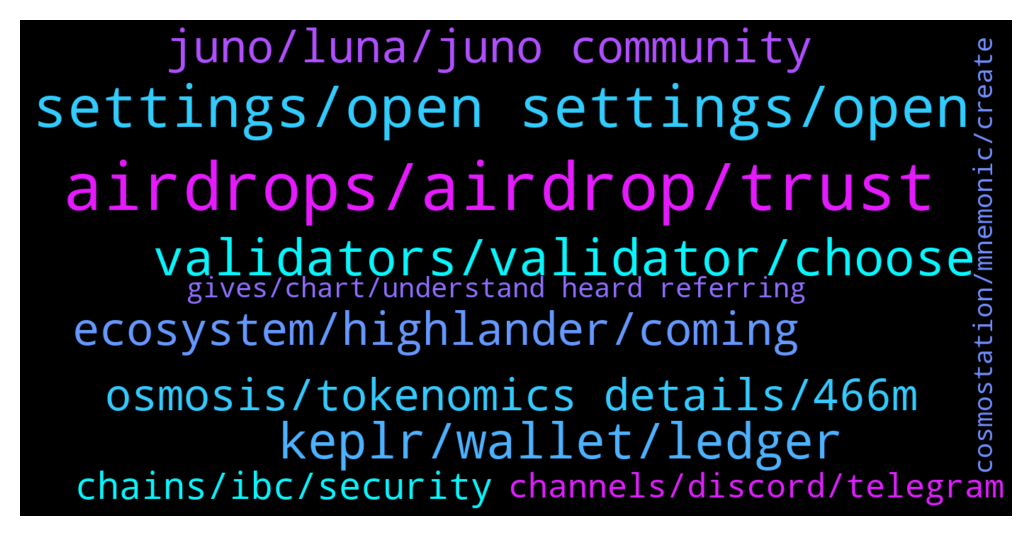 juno/luna/juno community
settings/open settings/open
airdrops/airdrop/trust
validators/validator/choose
gives/chart/understand heard referring
ecosystem/highlander/coming
osmosis/tokenomics details/466m
keplr/wallet/ledger
chains/ibc/security
channels/discord/telegram
cosmostation/mnemonic/create